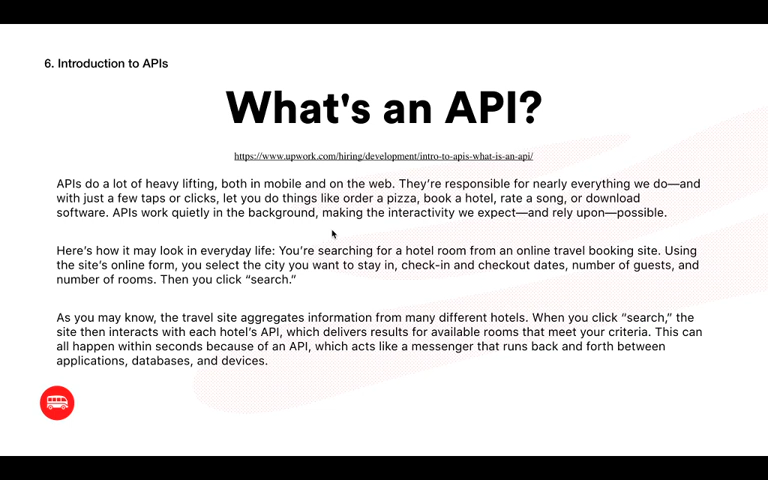 6. Introduction to APIs
What's an API?
https://www.upwork.com/hiring/development/intro-to-apis-what-is-an-api/
APIs do a lot of heavy lifting, both in mobile and on the web. They’re responsible for nearly everything we do—and
with just a few taps or clicks, let you do things like order a pizza, book a hotel, rate a song, or download
software. APIs work quietly in the background, making the interactivity we expect—and rely upon—possible.
Here’s how it may look in everyday life: You’re searching for a hotel room from an online travel booking site. Using
the site’s online form, you select the city you want to stay in, check-in and checkout dates, number of guests, and
number of rooms. Then you click “search.”
As you may know, the travel site aggregates information from many different hotels. When you click “search,” the
site then interacts with each hotel’s API, which delivers results for available rooms that meet your criteria. This can
all happen within seconds because of an API, which acts like a messenger that runs back and forth between
applications, databases, and devices.